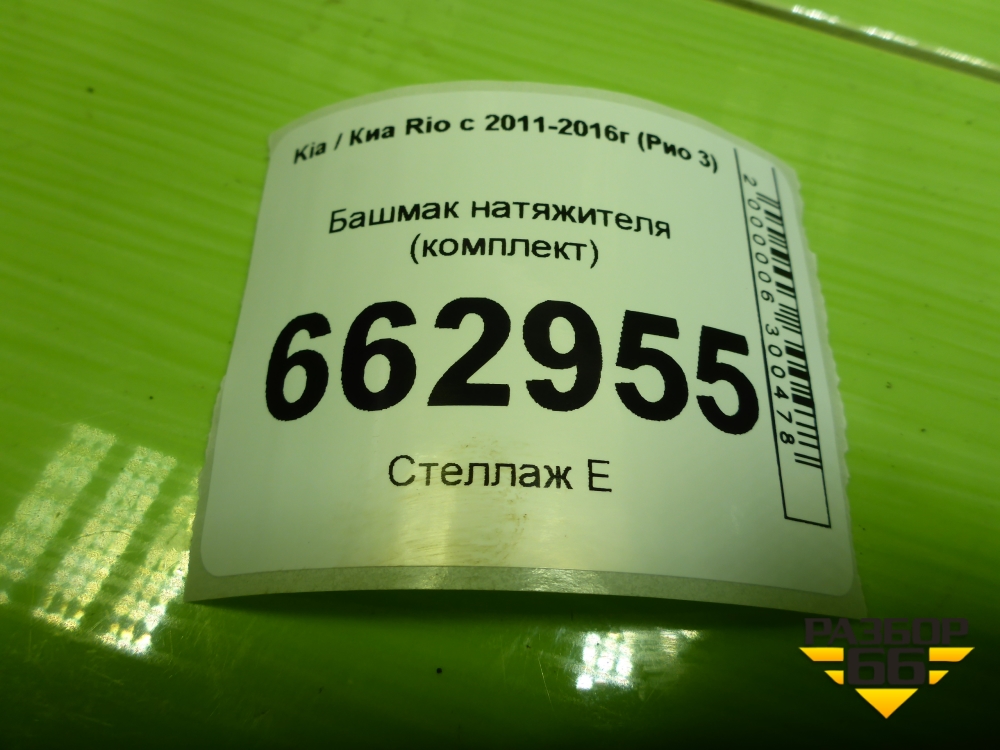 Kia / Киа Rio с 2011-2016г (Рио 3)
Башмак натяжителя
(комплект)
662955
Стеллаж Е
2000006300478
РАЗБОР
66